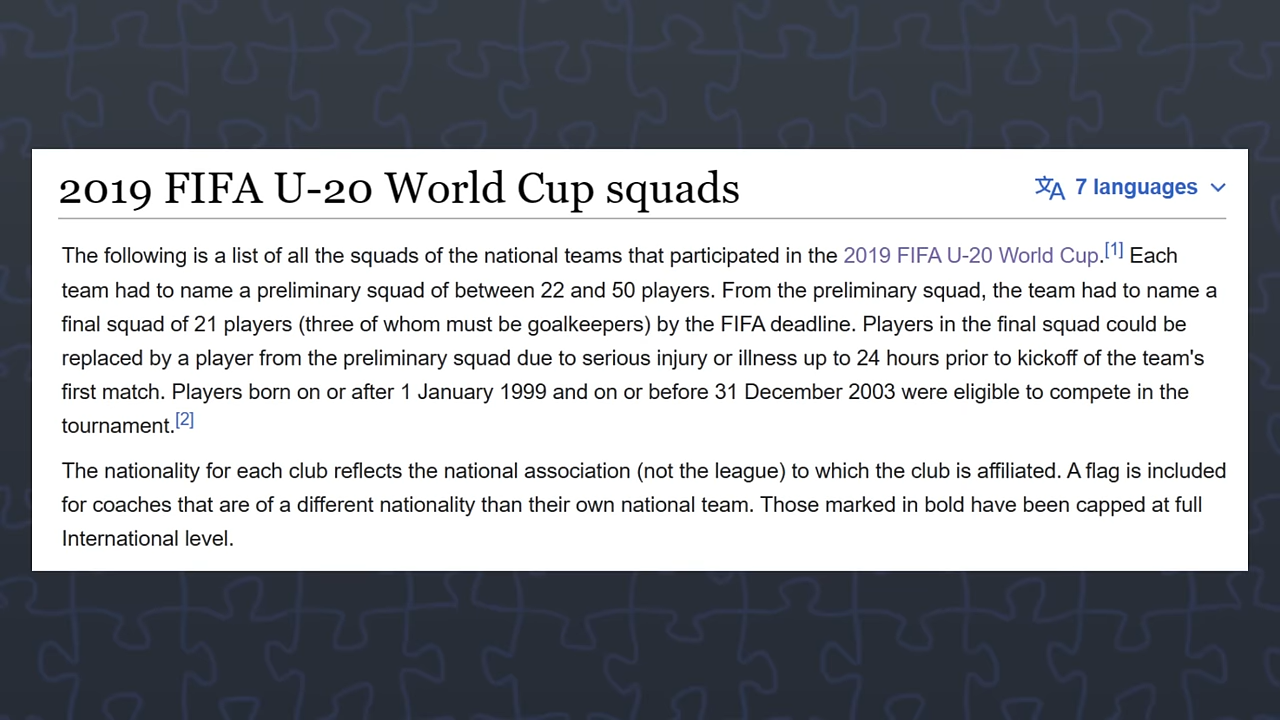 2019 FIFA U-20 World Cup squads
7 languages
The following is a list of all the squads of the national teams that participated in the 2019 FIFA U-20 World Cup.[1] Each
team had to name a preliminary squad of between 22 and 50 players. From the preliminary squad, the team had to name a
final squad of 21 players (three of whom must be goalkeepers) by the FIFA deadline. Players in the final squad could be
replaced by a player from the preliminary squad due to serious injury or illness up to 24 hours prior to kickoff of the team's
first match. Players born on or after 1 January 1999 and on or before 31 December 2003 were eligible to compete in the
tournament.[2]
The nationality for each club reflects the national association (not the league) to which the club is affiliated. A flag is included
for coaches that are of a different nationality than their own national team. Those marked in bold have been capped at full
International level.